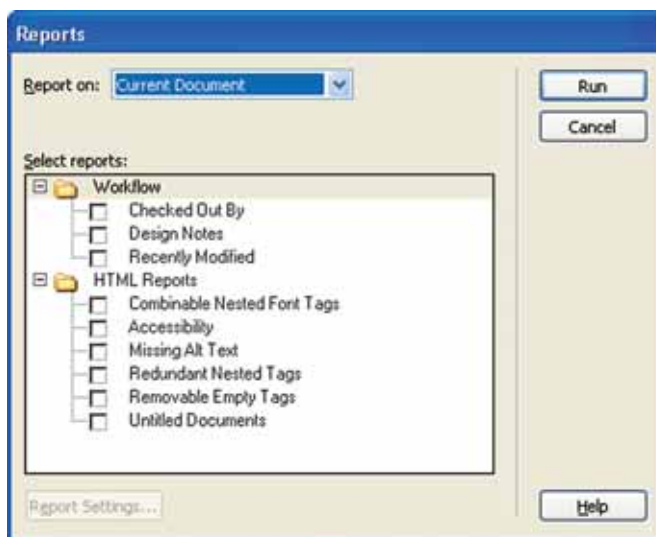 Reports
Report on: Current Document
Run
Cancel
Select reports:
Workflow
Checked Out By
Design Notes
Recently Modified
HTML Reports
Combinable Nested Font Tags
Accessibility
Missing Alt Text
Redundant Nested Tags
Removable Empty Tags
Untitled Documents
Report Settings...
Help